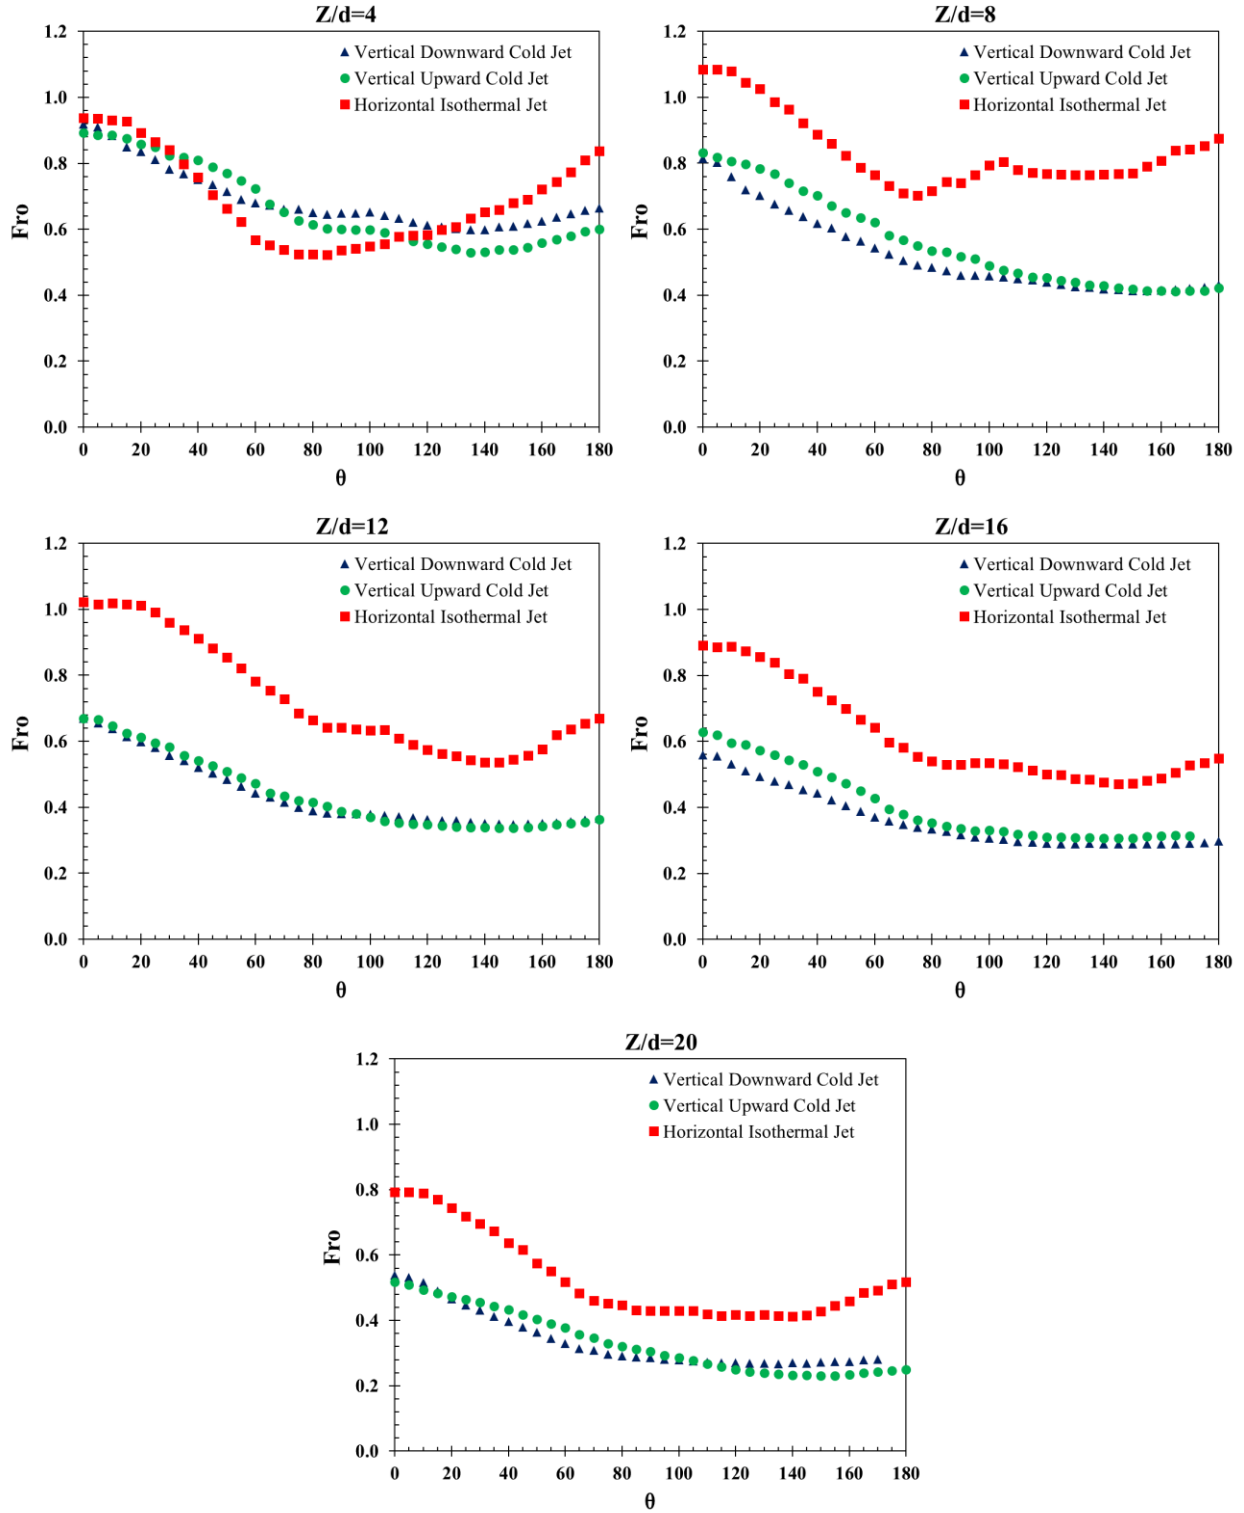 Z/d=4
1.2
1.0
0.8
0.6
0.4
0.2
0.0
Fro
Vertical Downward Cold Jet
Vertical Upward Cold Jet
Horizontal Isothermal Jet
0 20 40 60 80 100 120 140 160 180
θ
Z/d=8
1.2
1.0
0.8
0.6
0.4
0.2
0.0
Fro
Vertical Downward Cold Jet
Vertical Upward Cold Jet
Horizontal Isothermal Jet
0 20 40 60 80 100 120 140 160 180
θ
Z/d=12
1.2
1.0
0.8
0.6
0.4
0.2
0.0
Fro
Vertical Downward Cold Jet
Vertical Upward Cold Jet
Horizontal Isothermal Jet
0 20 40 60 80 100 120 140 160 180
θ
Z/d=16
1.2
1.0
0.8
0.6
0.4
0.2
0.0
Fro
Vertical Downward Cold Jet
Vertical Upward Cold Jet
Horizontal Isothermal Jet
0 20 40 60 80 100 120 140 160 180
θ
Z/d=20
1.2
1.0
0.8
0.6
0.4
0.2
0.0
Fro
Vertical Downward Cold Jet
Vertical Upward Cold Jet
Horizontal Isothermal Jet
0 20 40 60 80 100 120 140 160 180
θ